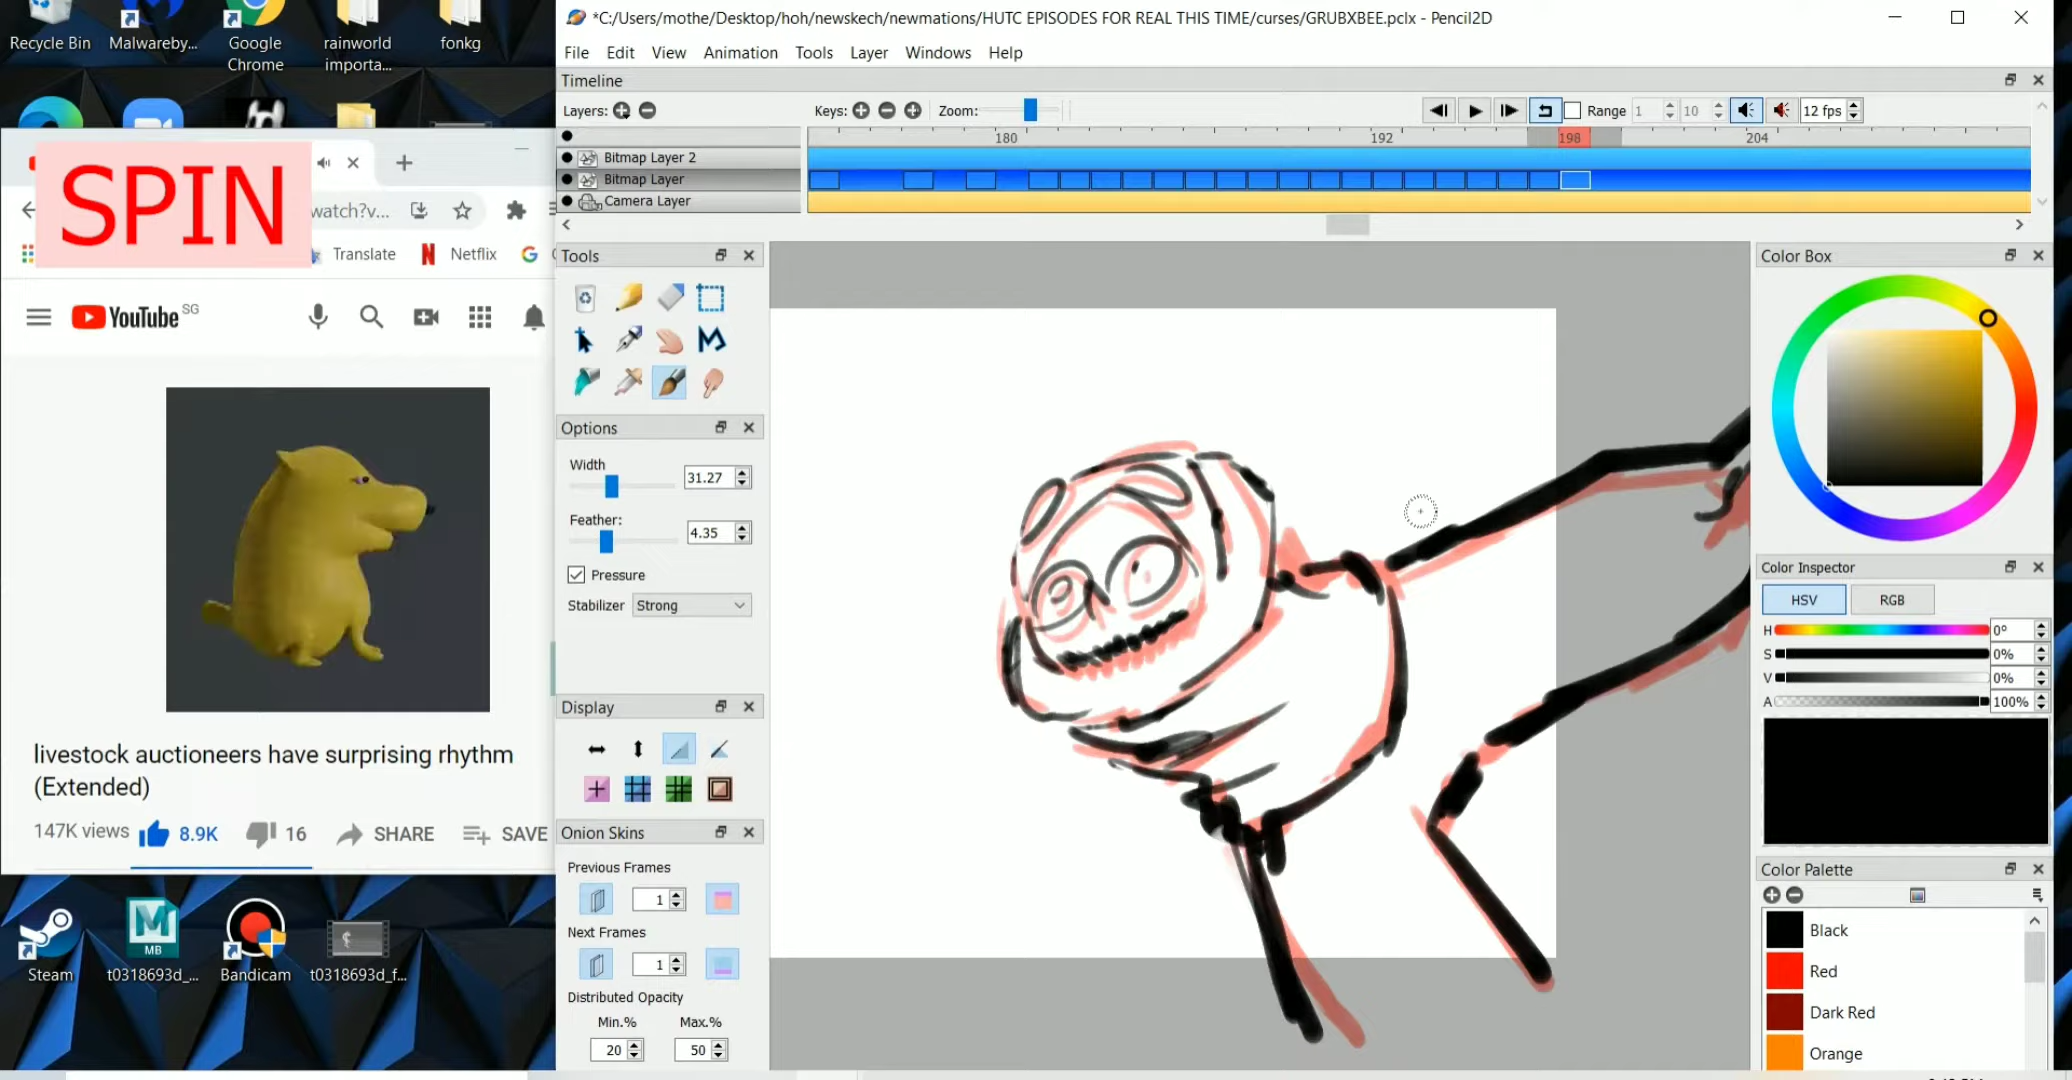 *C:/Users/mothe/Desktop/hoh/newskech/newmations/HUTC EPISODES FOR REAL THIS TIME/curses/GRUBXBEE.pclx - Pencil2D
File Edit View Animation Tools Layer Windows Help
Timeline
Layers:
Keys:
Zoom:
Range 1 10
12 fps
180 192 198 204
Bitmap Layer 2
Bitmap Layer
Camera Layer
Recycle Bin
Malwareby...
Google Chrome
rainworld importa...
fonkg
SPIN
watch?v...
Translate
Netflix
G
YouTube SG
livestock auctioneers have surprising rhythm
(Extended)
147K views 8.9K 16 SHARE SAVE
Steam
MB
t0318693d_...
Bandicam
t0318693d_f...
Tools
Options
Width
31.27
Feather:
4.35
Pressure
Stabilizer Strong
Display
Onion Skins
Previous Frames
1
Next Frames
1
Distributed Opacity
Min.% Max.%
20 50
Color Box
Color Inspector
HSV RGB
H 0°
S 0%
V 0%
A 100%
Color Palette
Black
Red
Dark Red
Orange